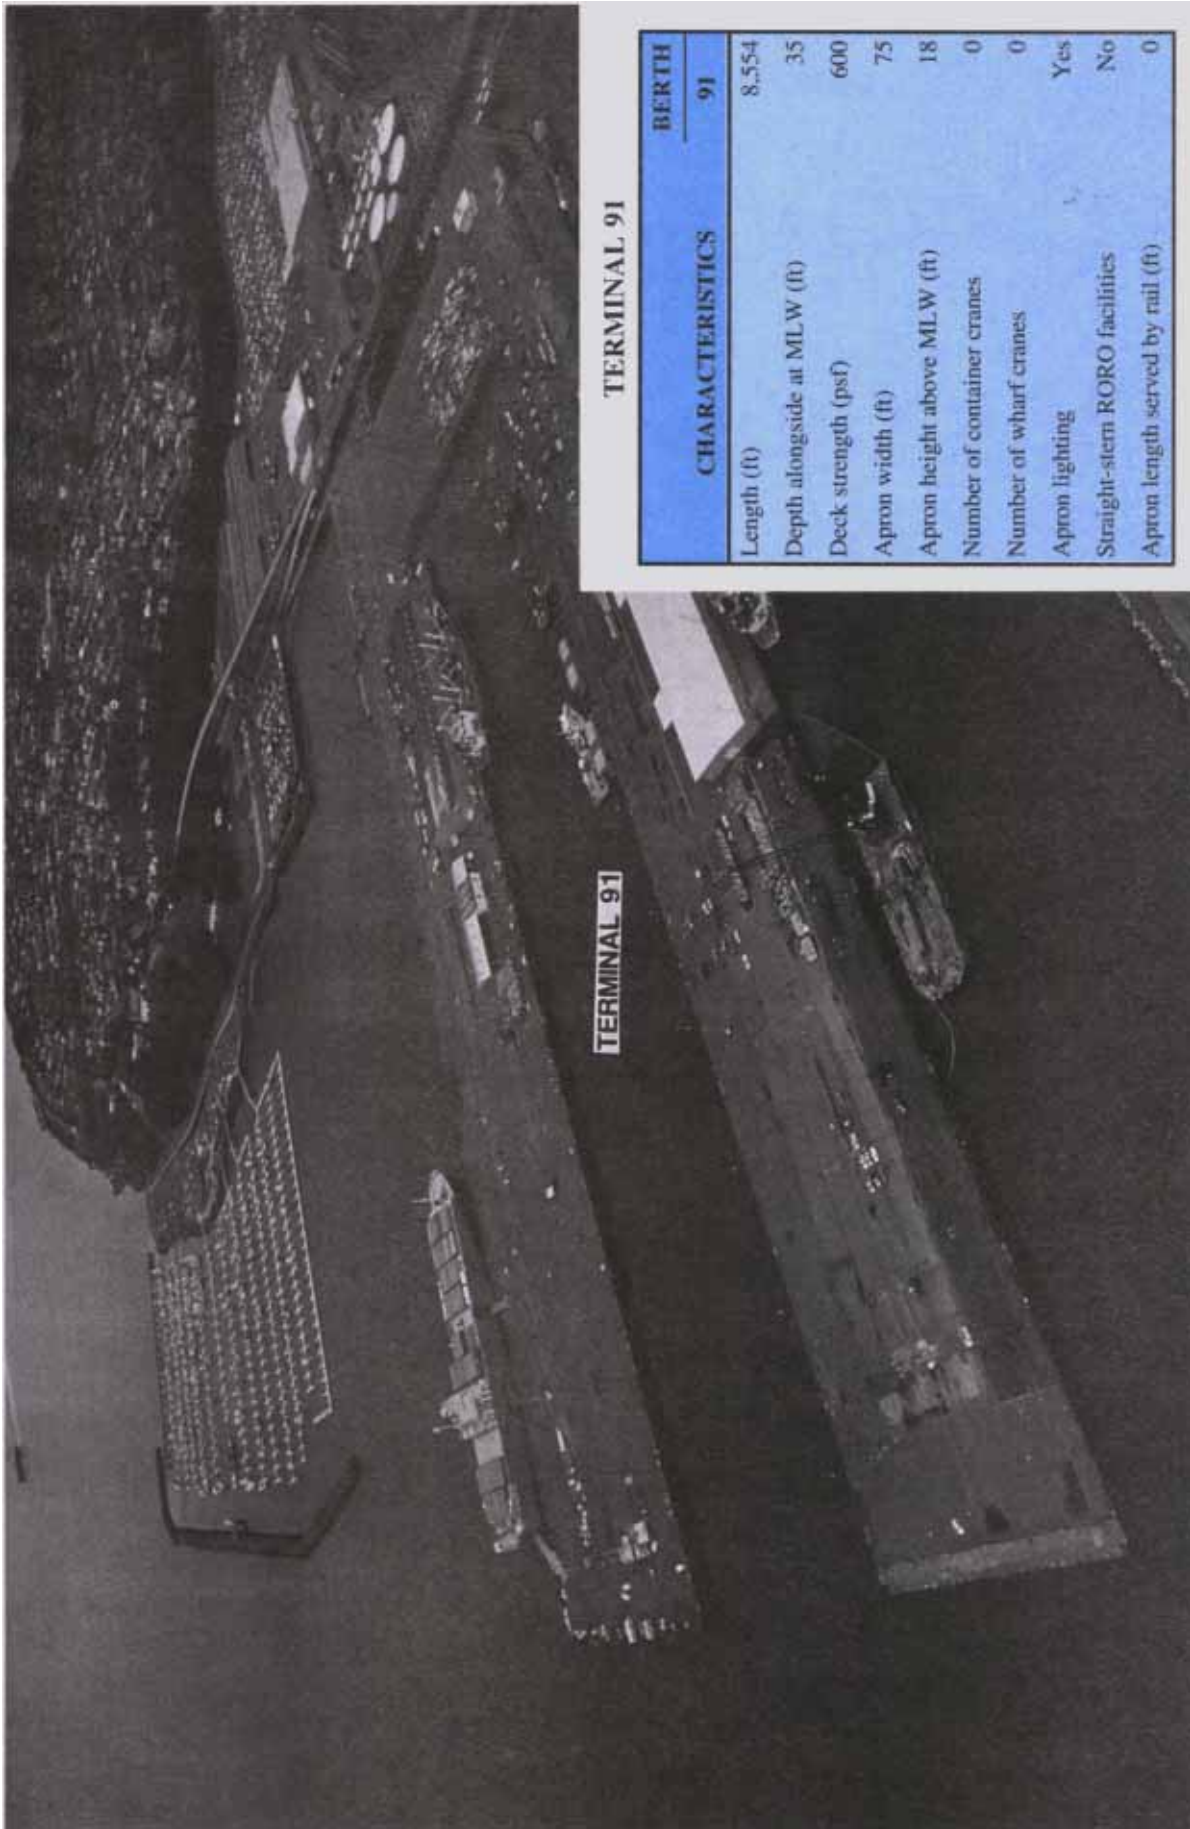 TERMINAL 91
BERTH
CHARACTERISTICS 91
Length (ft) 8,554
Depth alongside at MLW (ft) 35
Deck strength (psf) 600
Apron width (ft) 75
Apron height above MLW (ft) 18
Number of container cranes 0
Number of wharf cranes 0
Apron lighting Yes
Straight-stern RORO facilities No
Apron length served by rail (ft) 0
TERMINAL 91